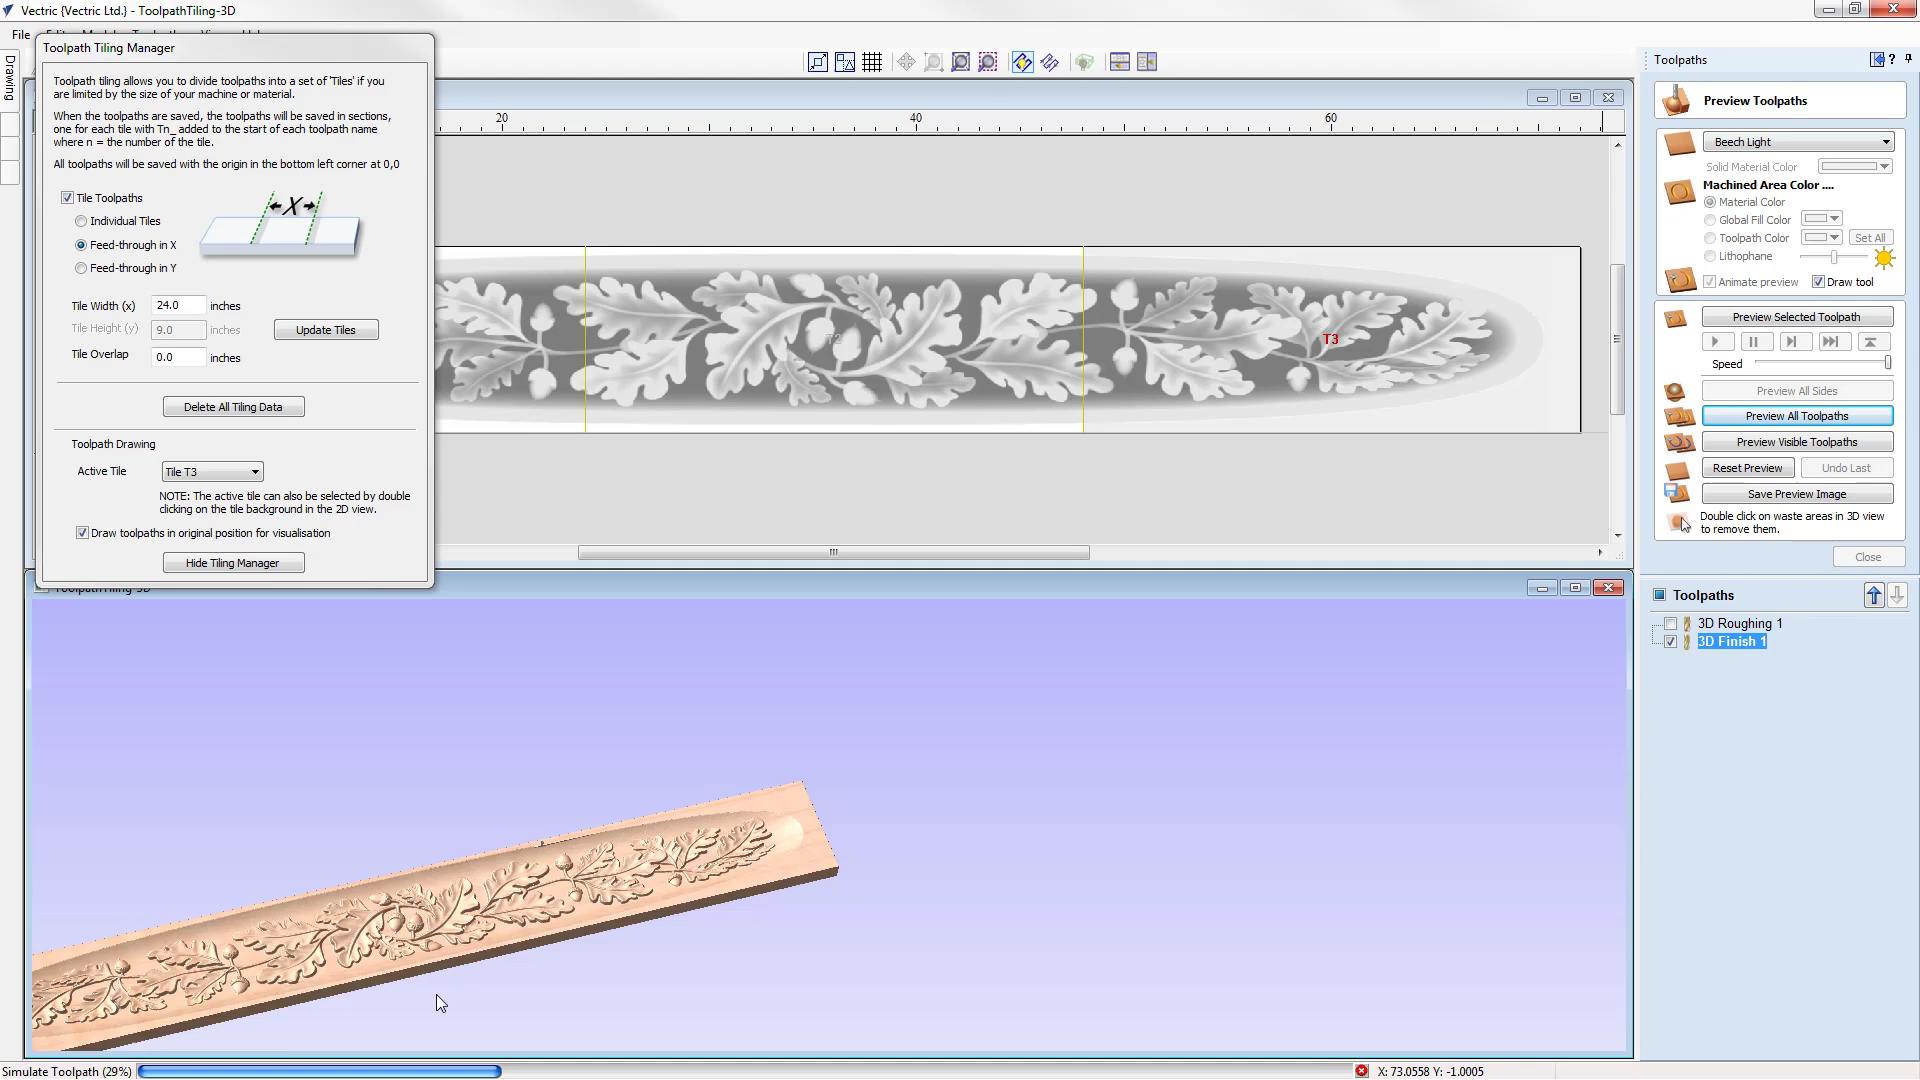 Vectric {Vectric Ltd.} - ToolpathTiling-3D
File
Toolpath Tiling Manager
Toolpath tiling allows you to divide toolpaths into a set of 'Tiles' if you
are limited by the size of your machine or material.
When the toolpaths are saved, the toolpaths will be saved in sections,
one for each tile with Tn_ added to the start of each toolpath name
where n = the number of the tile.
All toolpaths will be saved with the origin in the bottom left corner at 0,0
Tile Toolpaths
Individual Tiles
Feed-through in X
Feed-through in Y
X
Tile Width (x) 24.0 inches
Tile Height (y) 9.0 inches
Update Tiles
Tile Overlap 0.0 inches
Delete All Tiling Data
Toolpath Drawing
Active Tile Tile T3
NOTE: The active tile can also be selected by double
clicking on the tile background in the 2D view.
Draw toolpaths in original position for visualisation
Hide Tiling Manager
Drawing
20 40 60
T2
T3
ToolpathTiling-3D
Toolpaths
Preview Toolpaths
Beech Light
Solid Material Color
Machined Area Color ....
Material Color
Global Fill Color
Toolpath Color
Set All
Lithophane
Animate preview
Draw tool
Preview Selected Toolpath
Speed
Preview All Sides
Preview All Toolpaths
Preview Visible Toolpaths
Reset Preview
Undo Last
Save Preview Image
Double click on waste areas in 3D view
to remove them.
Close
Toolpaths
3D Roughing 1
3D Finish 1
Simulate Toolpath (29%)
X: 73.0558 Y: -1.0005